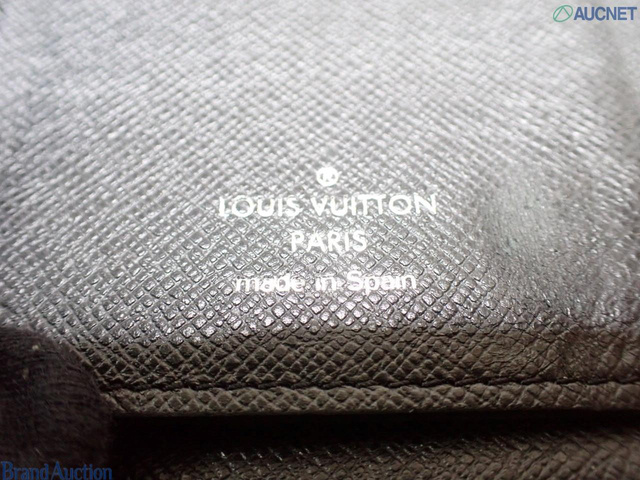 AUCNET
LOUIS VUITTON
PARIS
made in Spain
Brand Auction